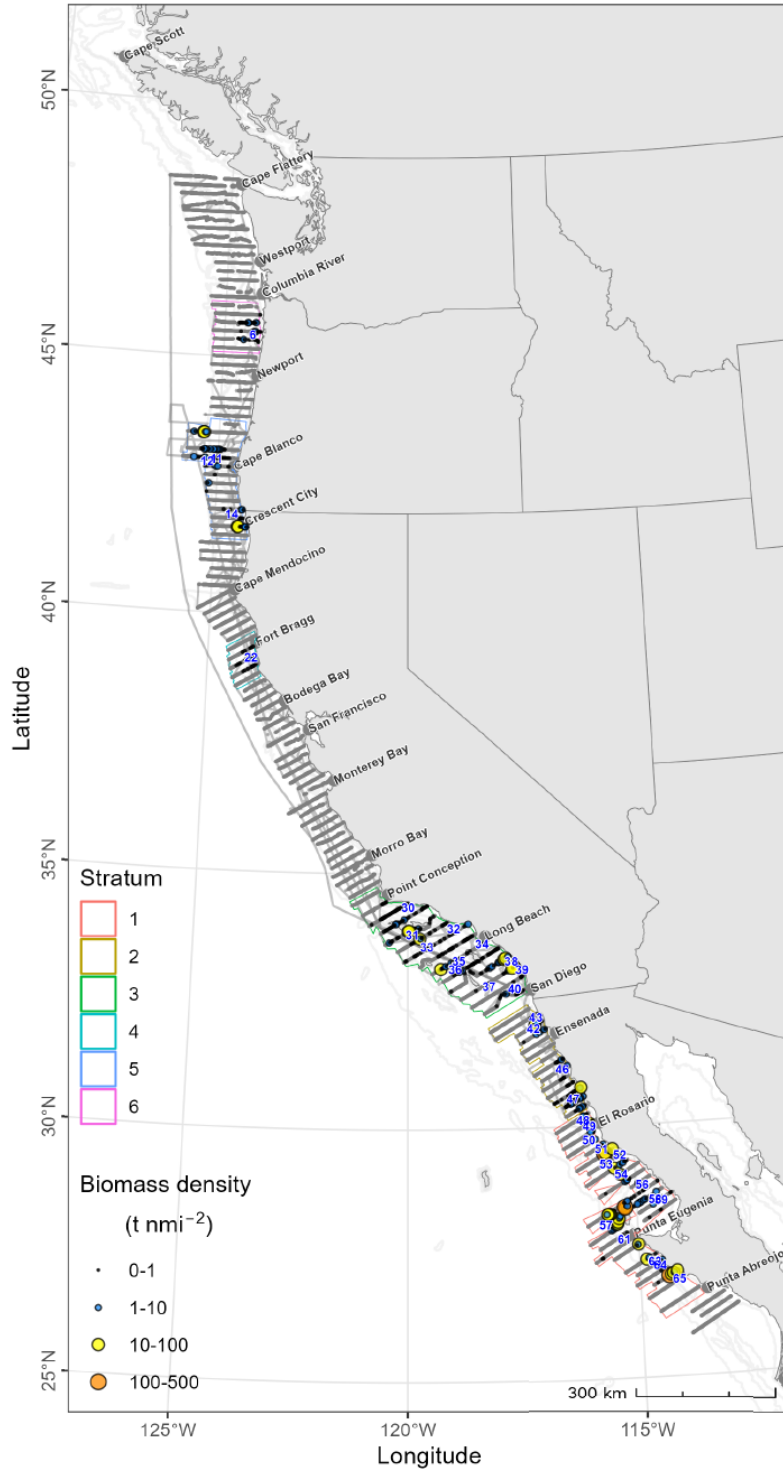 Cape Scott
50°N
Cape Flattery
Westport
Columbia River
6
45°N
Newport
Cape Blanco
14
Crescent City
Cape Mendocino
40°N
Fort Bragg
22
Bodega Bay
San Francisco
Latitude
Monterey Bay
Morro Bay
35°N
Point Conception
Stratum
1
2
3
4
5
6
30
31
32
33
34
Long Beach
35
36
37
38
39
40
San Diego
43
42
Ensenada
46
47
30°N
48
49
El Rosario
50
51
52
53
54
56
59
57
Punta Eugenia
61
65
Punta Abreojos
Biomass density
(t nmi⁻²)
0-1
1-10
10-100
100-500
25°N
300 km
125°W
120°W
115°W
Longitude